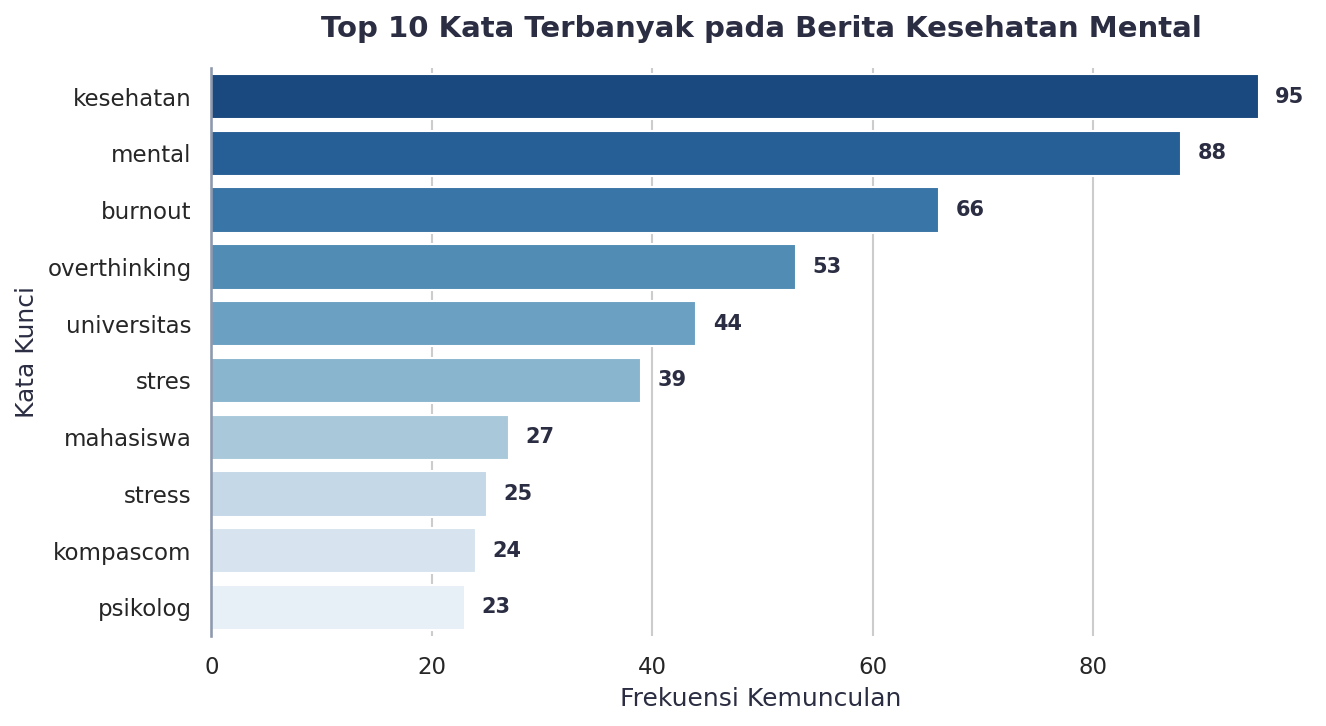 Top 10 Kata Terbanyak pada Berita Kesehatan Mental
Kata Kunci
kesehatan 95
mental 88
burnout 66
overthinking 53
universitas 44
stres 39
mahasiswa 27
stress 25
kompascom 24
psikolog 23
0 20 40 60 80
Frekuensi Kemunculan